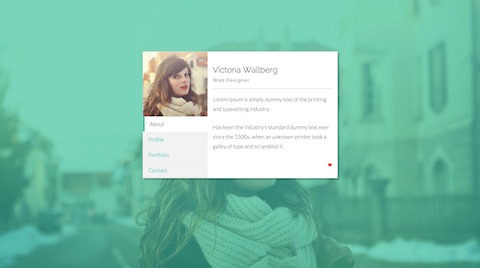 Victoria Wallberg
Web Designer
Lorem Ipsum is simply dummy text of the printing
and typesetting industry.
Has been the industry's standard dummy text ever
since the 1500s, when an unknown printer took a
galley of type and scrambled it.
About
Profile
Portfolio
Contact